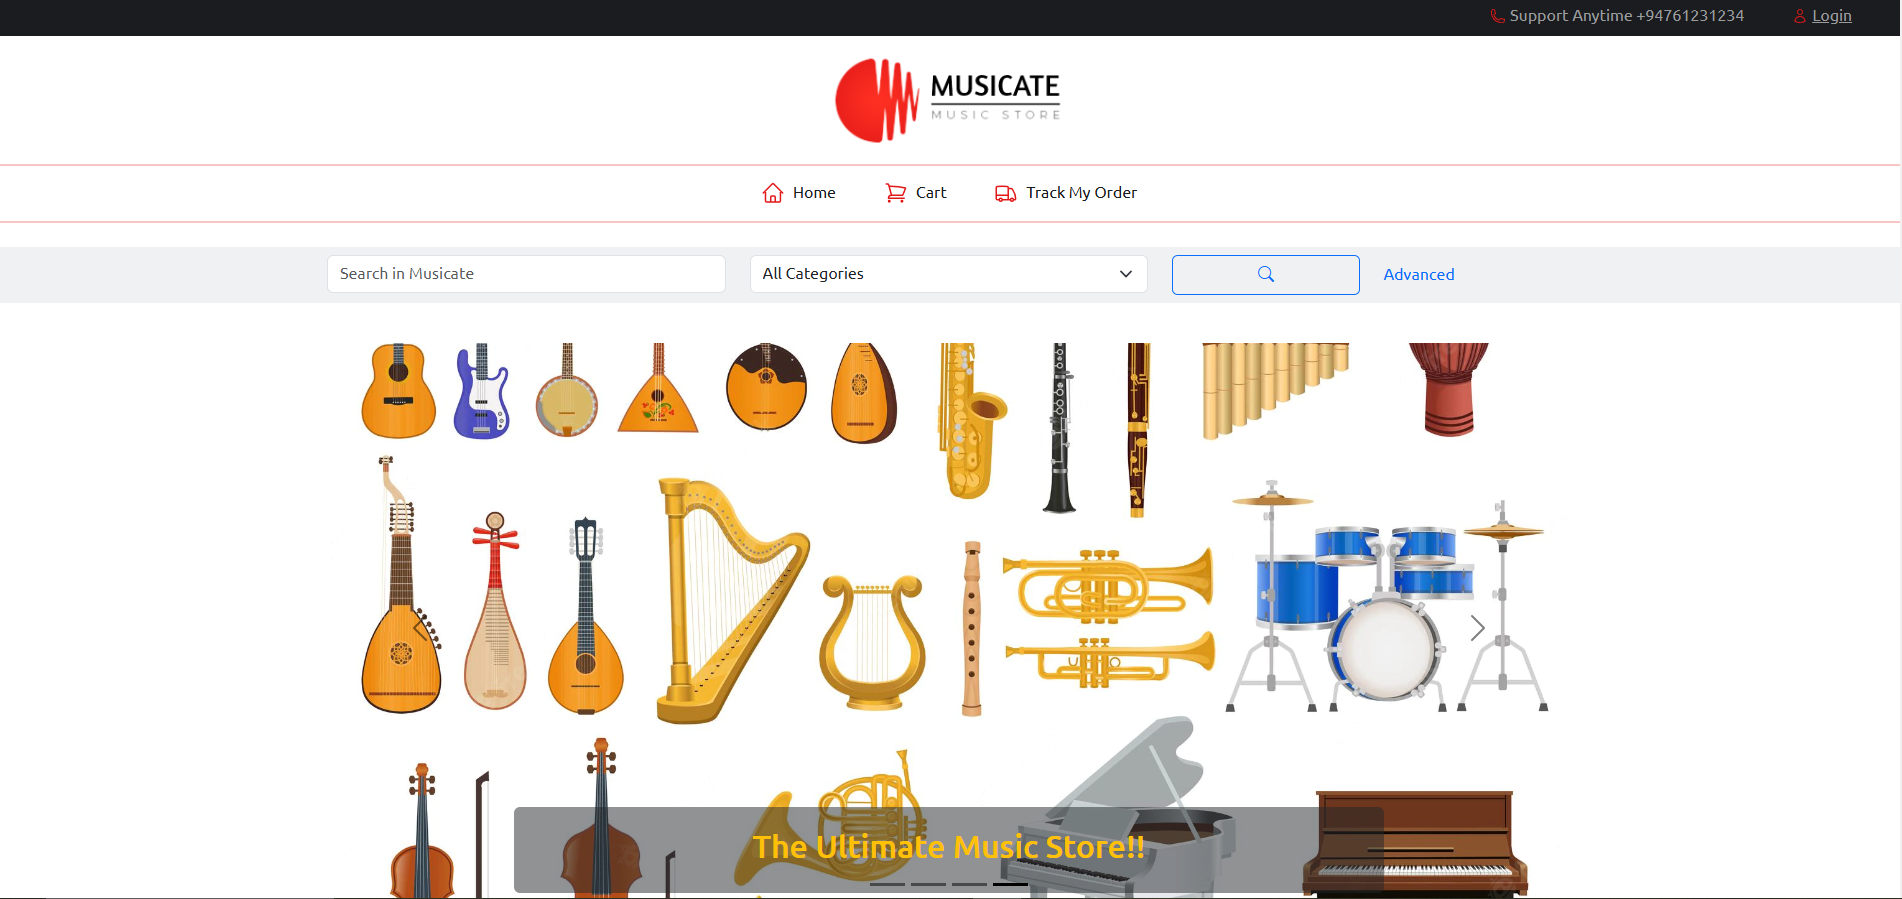 Support Anytime +94761231234
Login
MUSICATE
MUSIC STORE
Home
Cart
Track My Order
Search in Musicate
All Categories
Advanced
The Ultimate Music Store!!